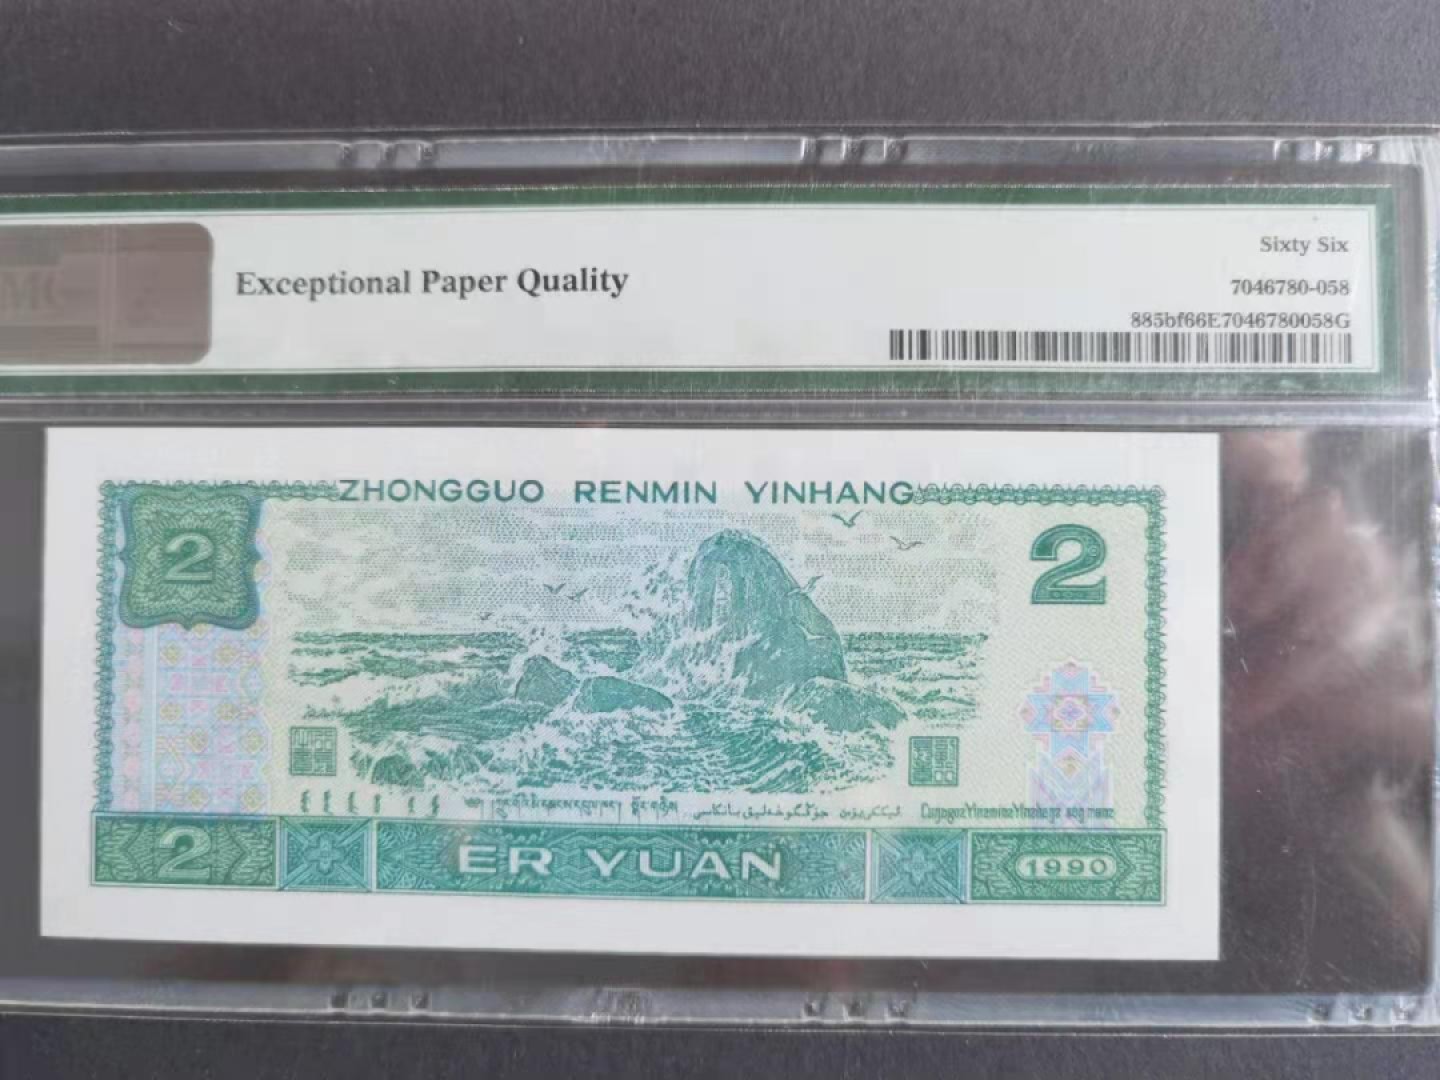 Sixty Six
Exceptional Paper Quality
7046780-058
885bf66E7046780058G
ZHONGGUO RENMIN YINHANG
2
2
2
ER YUAN
1990